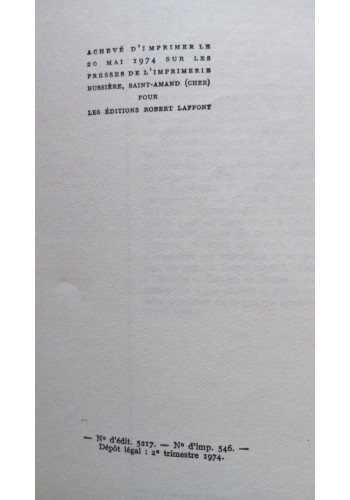 ACHEVÉ D'IMPRIMER LE
20 MAI 1974 SUR LES
PRESSES DE L'IMPRIMERIE
BUSSIÈRE, SAINT-AMAND (CHER)
POUR
LES ÉDITIONS ROBERT LAFFONT
— N° d'édit. 5217. — N° d'imp. 546. —
Dépôt légal : 2e trimestre 1974.